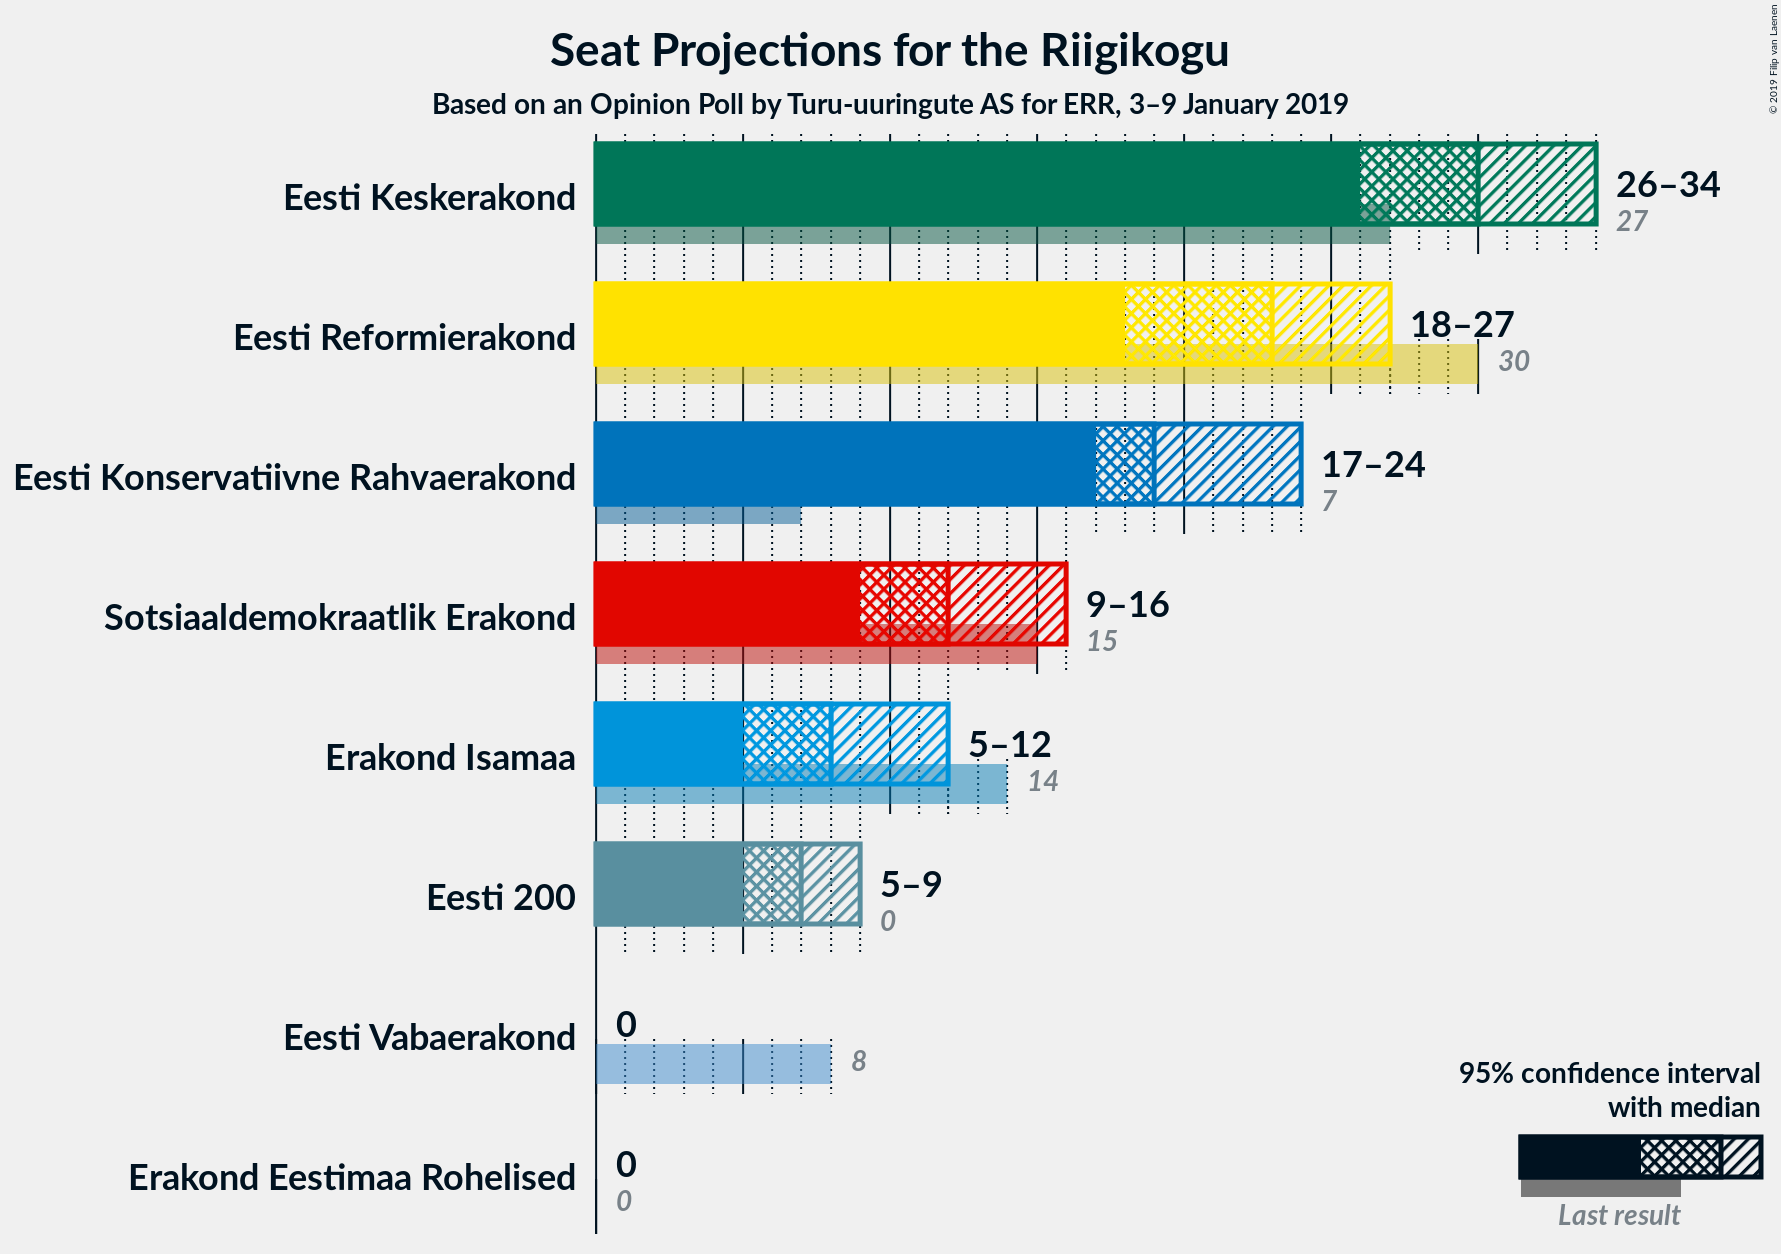 Seat Projections for the Riigikogu
Based on an Opinion Poll by Turu-uuringute AS for ERR, 3–9 January 2019
© 2019 Filip van Laenen
Eesti Keskerakond
26–34
27
Eesti Reformierakond
18–27
30
Eesti Konservatiivne Rahvaerakond
17–24
7
Sotsiaaldemokraatlik Erakond
9–16
15
Erakond Isamaa
5–12
14
Eesti 200
5–9
0
Eesti Vabaerakond
0
8
Erakond Eestimaa Rohelised
0
0
95% confidence interval
with median
Last result